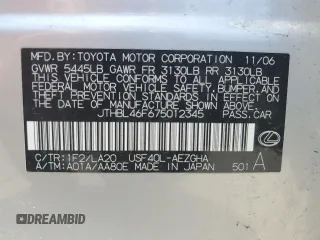 MFD. BY: TOYOTA MOTOR CORPORATION 11/06
GVWR 5445LB GAWR FR 3130LB RR 3130LB
THIS VEHICLE CONFORMS TO ALL APPLICABLE
FEDERAL MOTOR VEHICLE SAFETY, BUMPER,
AND THEFT PREVENTION STANDARDS IN EFFECT
ON THE DATE OF MANUFACTURE SHOWN ABOVE.
JTHBL46F675012345 PASS.CAR
C/TR:1F2/LA20 USF40L-AEZGHA
A/TM:A01A/AA80E MADE IN JAPAN 501 A